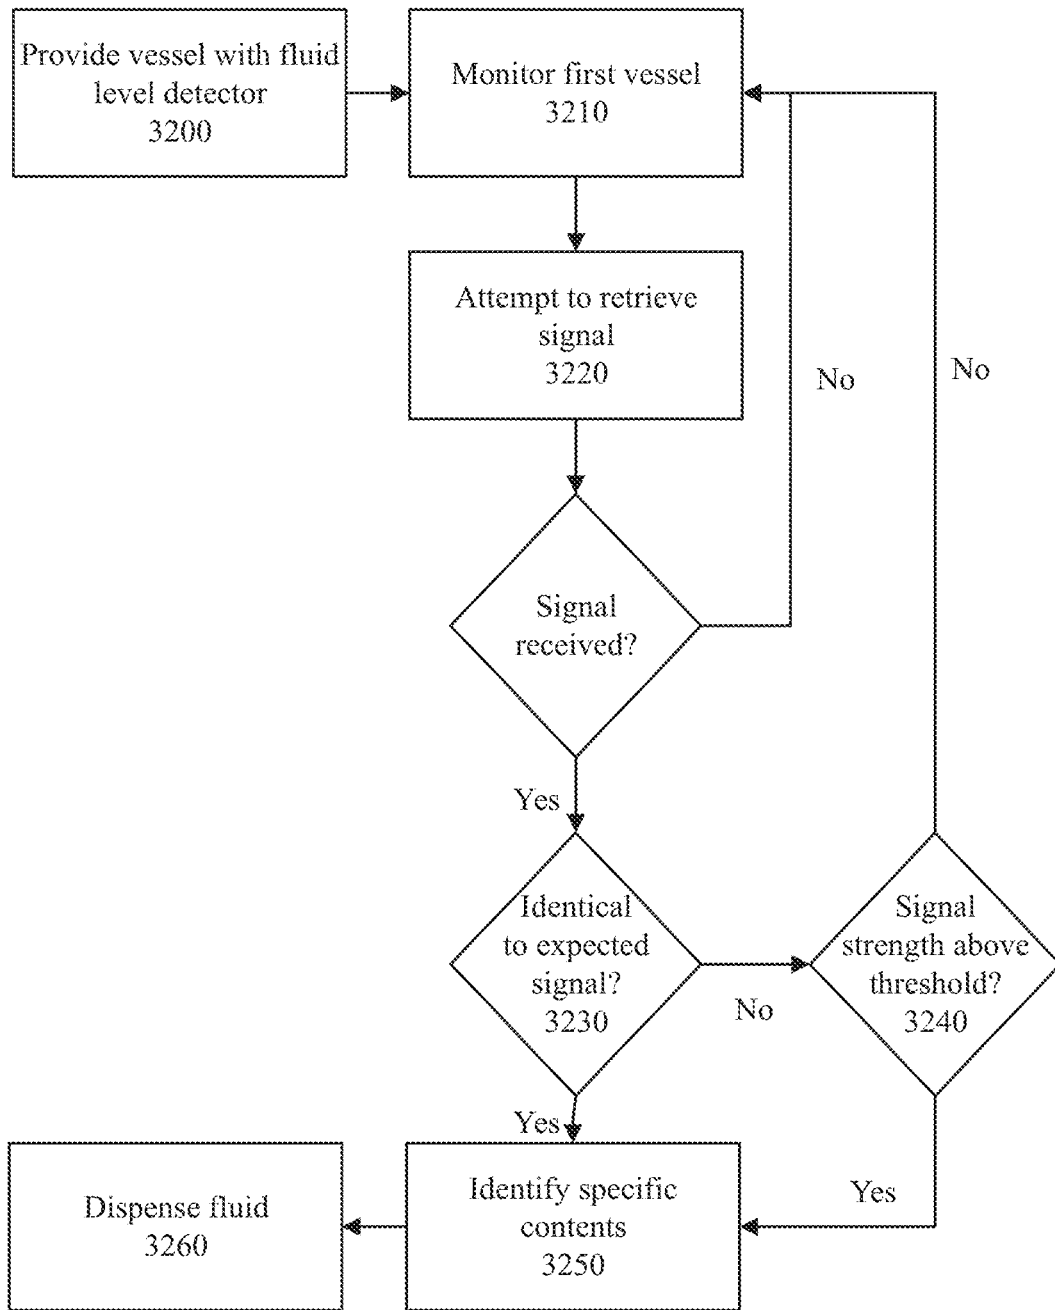 Provide vessel with fluid
level detector
3200
Monitor first vessel
3210
Attempt to retrieve
signal
3220
No
No
Signal
received?
Yes
Identical
to expected
signal?
3230
No
Signal
strength above
threshold?
3240
Yes
Yes
Identify specific
contents
3250
Dispense fluid
3260